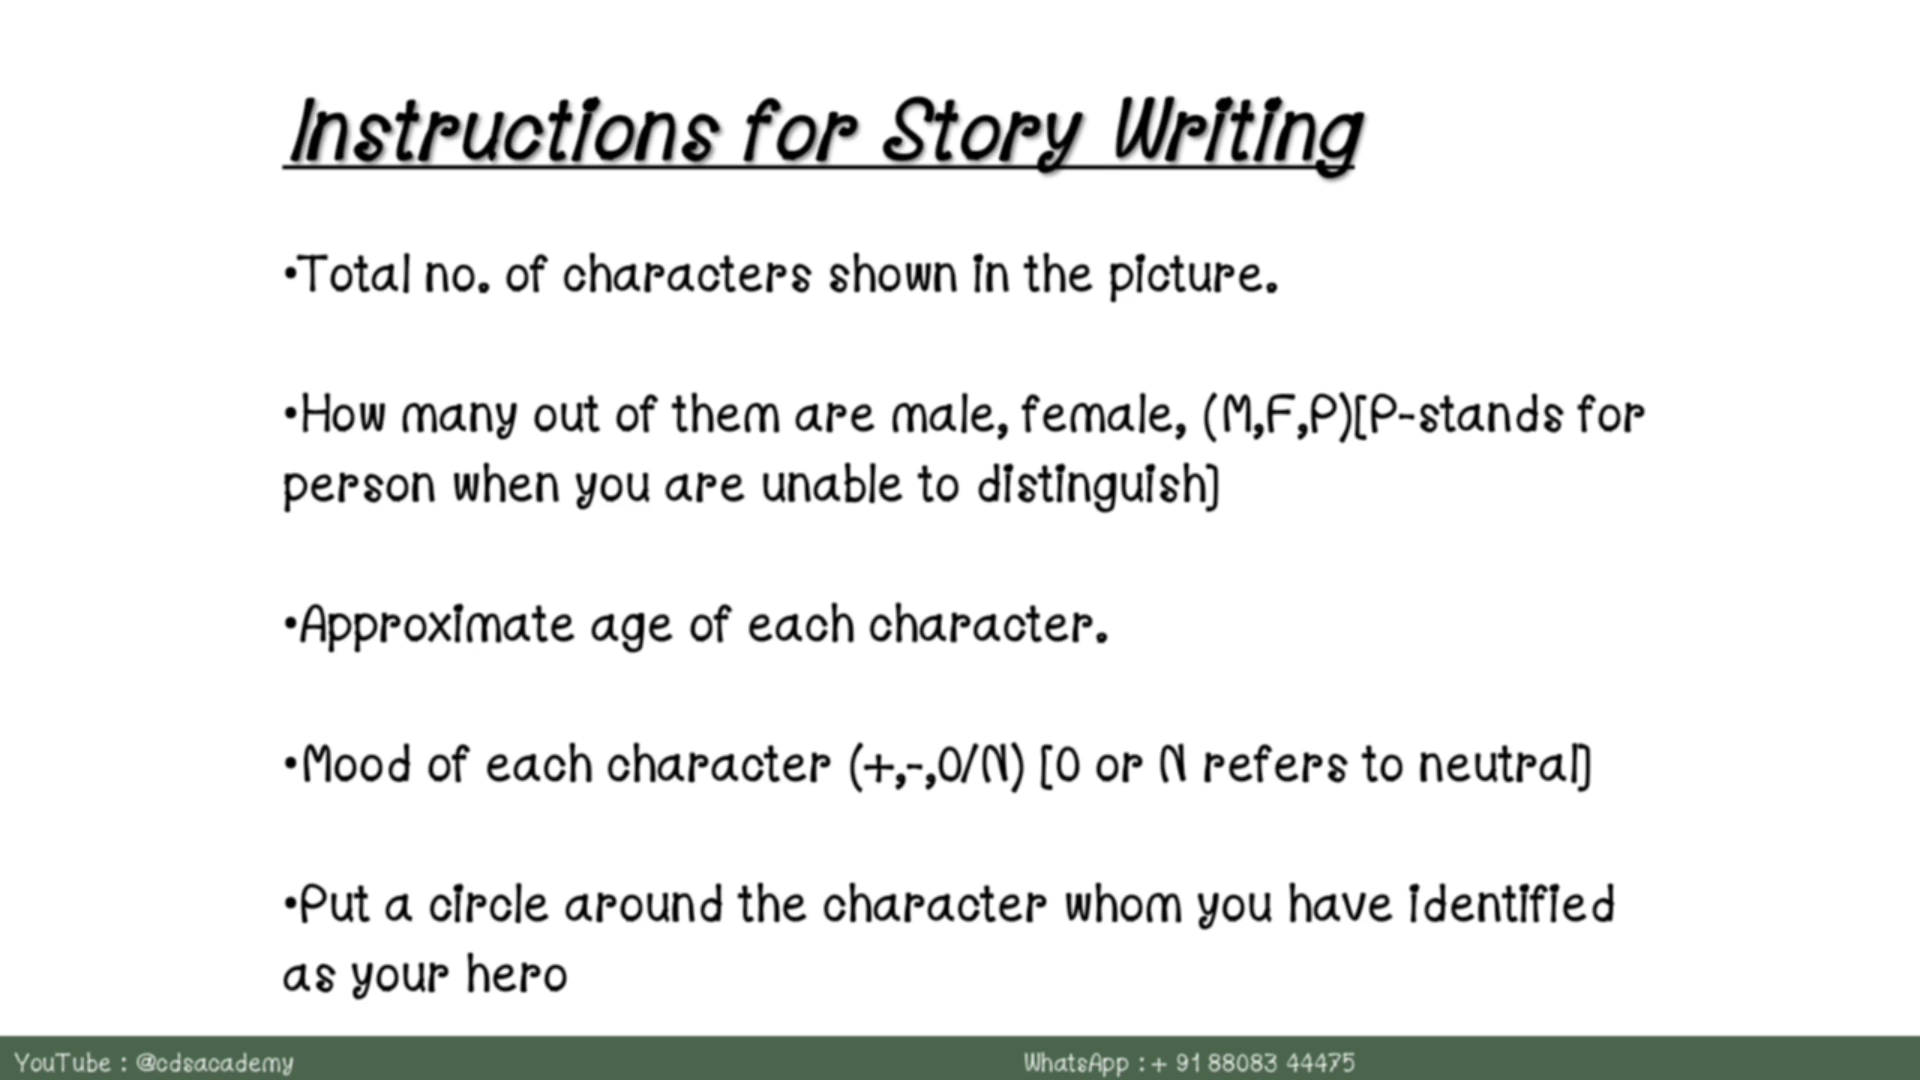 Instructions for Story Writing
•Total no. of characters shown in the picture.
•How many out of them are male, female, (M,F,P)[P-stands for
person when you are unable to distinguish]
•Approximate age of each character.
•Mood of each character (+,-,0/N) [0 or N refers to neutral]
•Put a circle around the character whom you have identified
as your hero
YouTube : @cdsacademy
WhatsApp : + 91 88083 44475